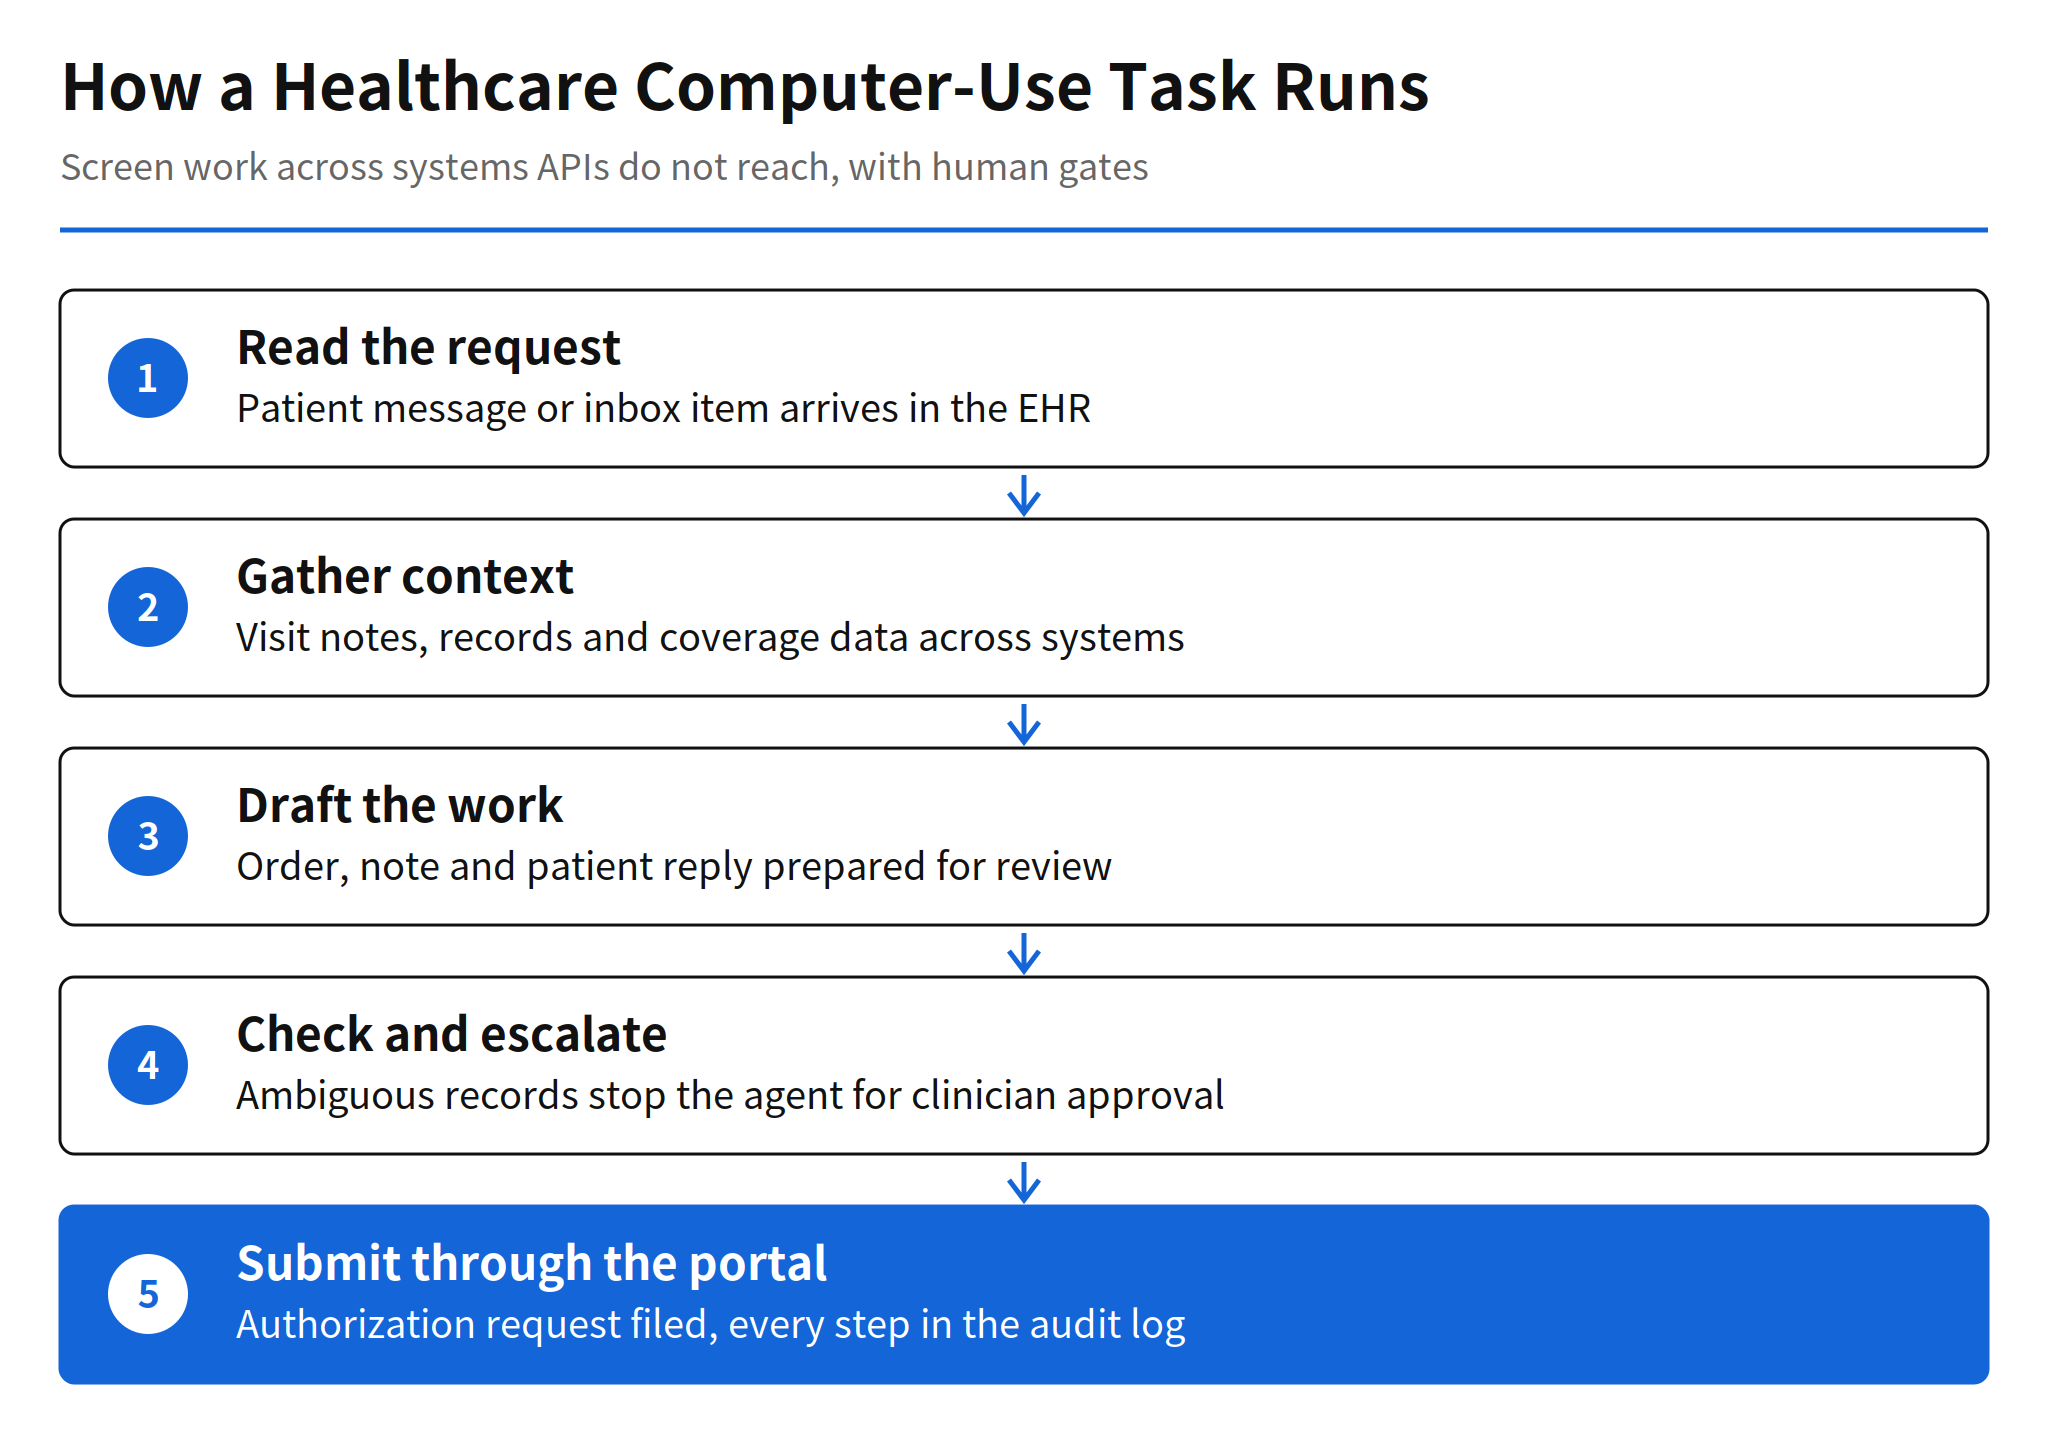 How a Healthcare Computer-Use Task Runs
Screen work across systems APIs do not reach, with human gates
1
Read the request
Patient message or inbox item arrives in the EHR
2
Gather context
Visit notes, records and coverage data across systems
3
Draft the work
Order, note and patient reply prepared for review
4
Check and escalate
Ambiguous records stop the agent for clinician approval
5
Submit through the portal
Authorization request filed, every step in the audit log